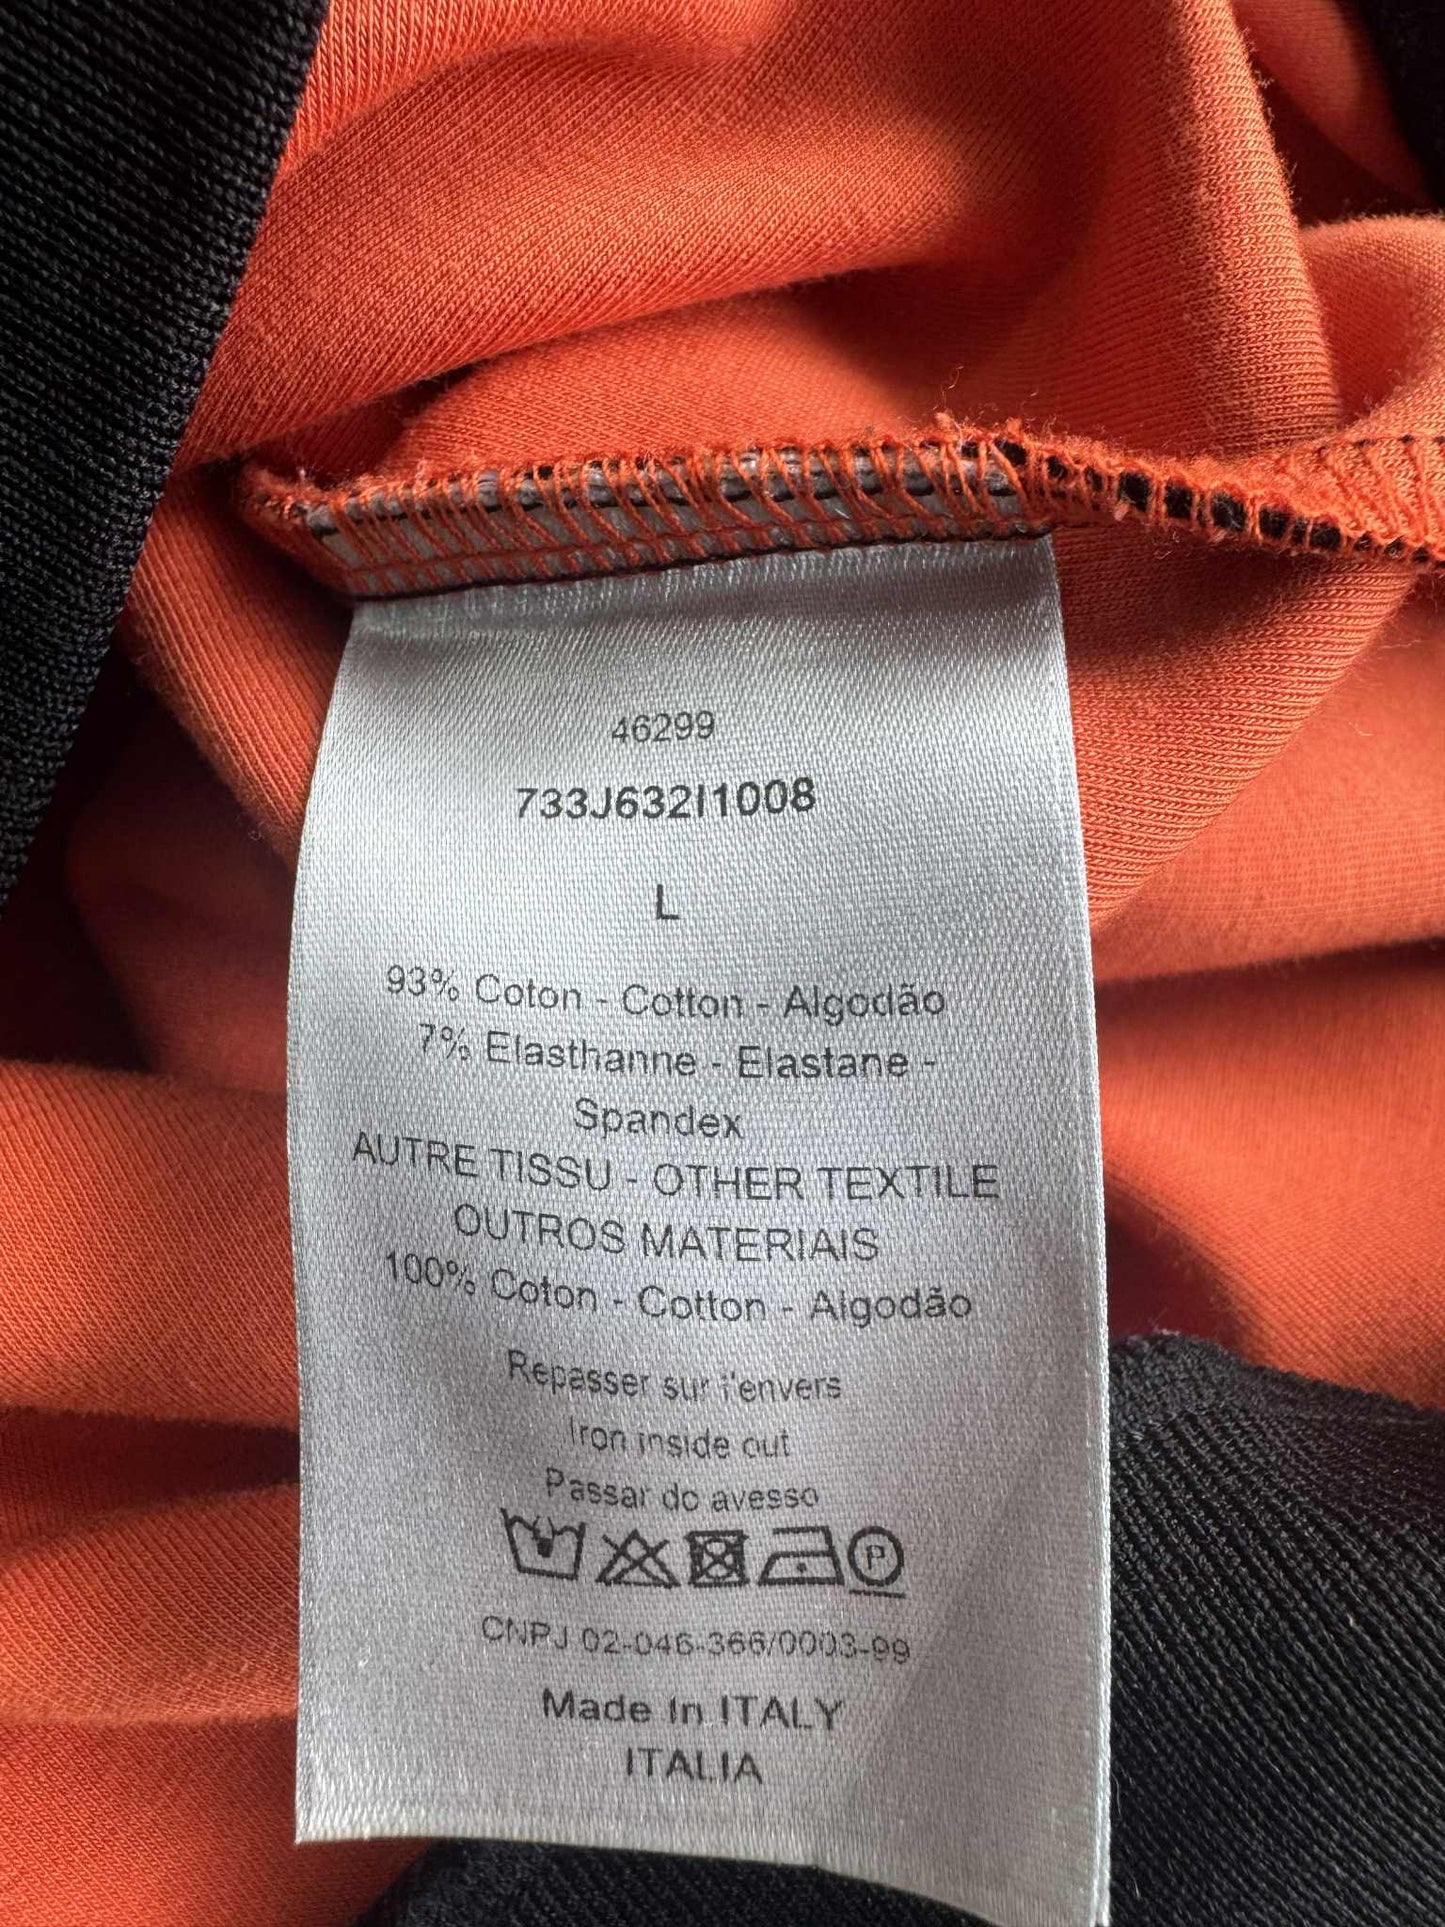 46299
733J632I1008
L
93% Coton - Cotton - Algodão
7% Elasthanne - Elastane -
Spandex
AUTRE TISSU - OTHER TEXTILE
OUTROS MATERIAIS
100% Coton - Cotton - Algodão
Repasser sur l'envers
Iron inside out
Passar do avesso
P
CNPJ 02-046-366/0003-99
Made In ITALY
ITALIA